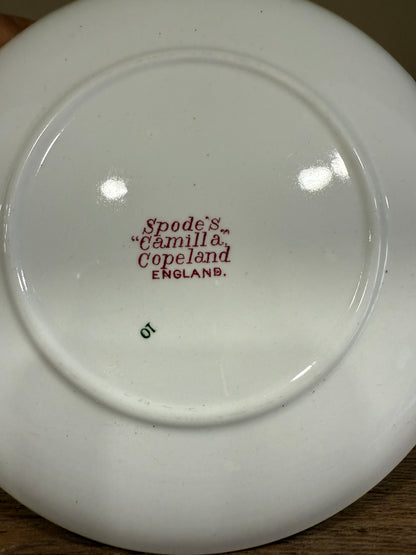 Spode's
"Camilla"
Copeland
ENGLAND.
10